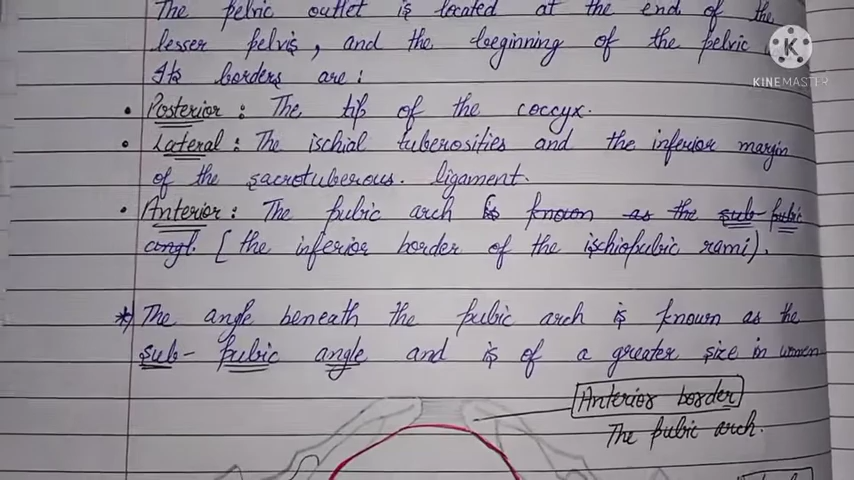 The pelvic outlet is located at the end of the
lesser pelvis, and the beginning of the pelvic
Its borders are:
• Posterior: The tip of the coccyx.
• Lateral: The ischial tuberosities and the inferior margin
of the sacrotuberous. ligament.
• Anterior: The pubic arch is known as the sub-pubic
angl. [the inferior border of the ischiopubic rami).
* The angle beneath the pubic arch is known as the
sub-pubic angle and is of a greater size in women
Anterior border
The pubic arch.
K
KINEMASTER